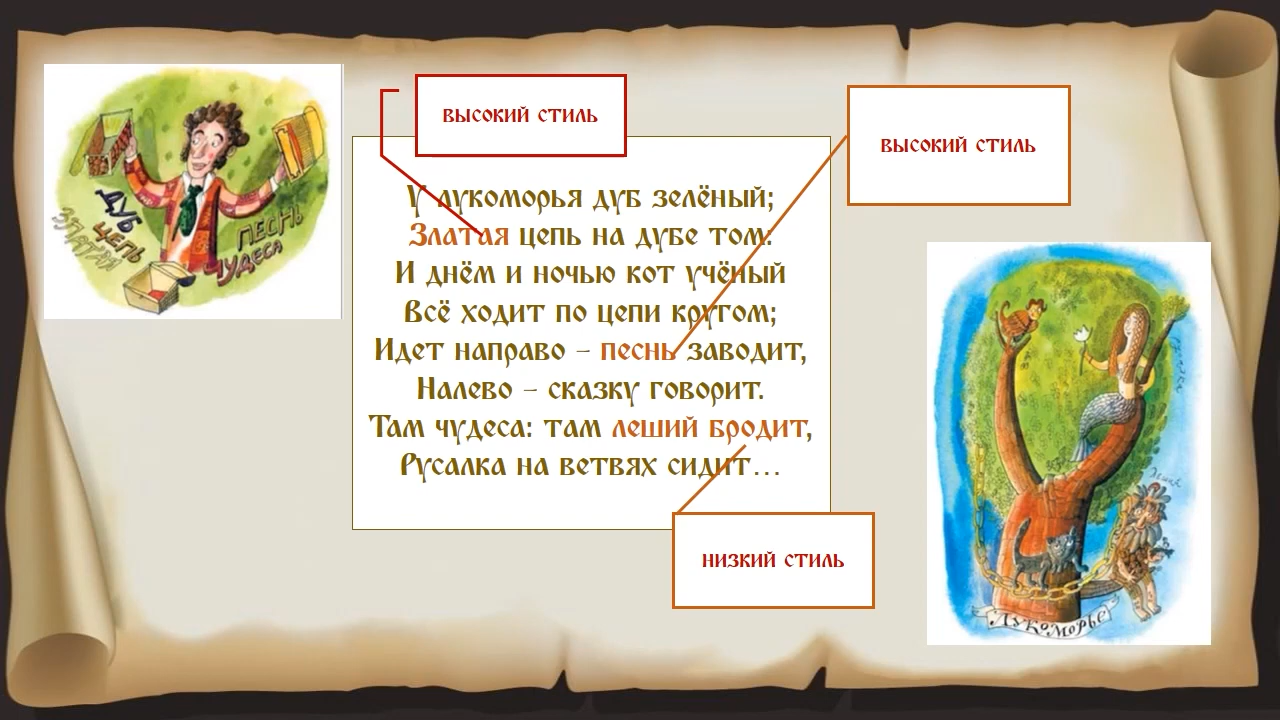 высокий стиль
высокий стиль
У лукоморья дуб зелёный;
Златая цепь на дубе том:
И днём и ночью кот учёный
Всё ходит по цепи кругом;
Идет направо – песнь заводит,
Налево – сказку говорит.
Там чудеса: там леший бродит,
Русалка на ветвях сидит…
низкий стиль
ДУБ
ЦЕПЬ
ЗЛАТАЯ
ПЕСНЬ
ЧУДЕСА
ЛУКОМОРЬЕ